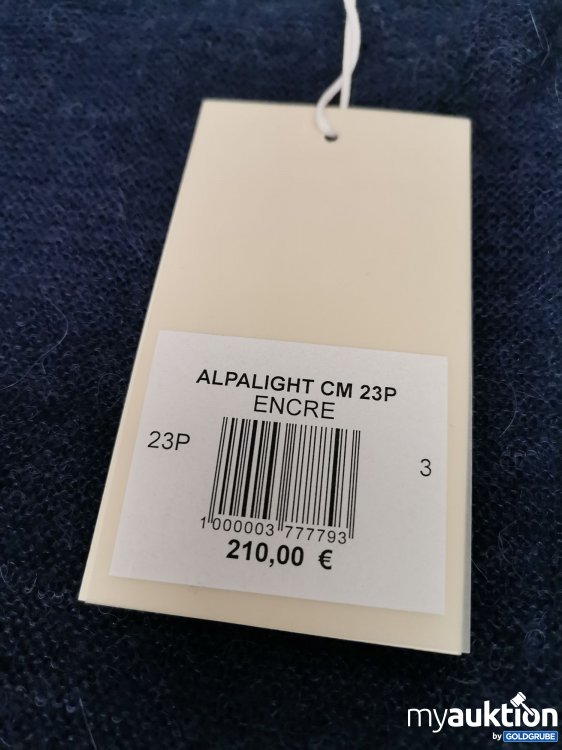 ALPALIGHT CM 23P
ENCRE
23P
3
1 000003 777793
210,00 €
myauktion
by GOLDGRUBE